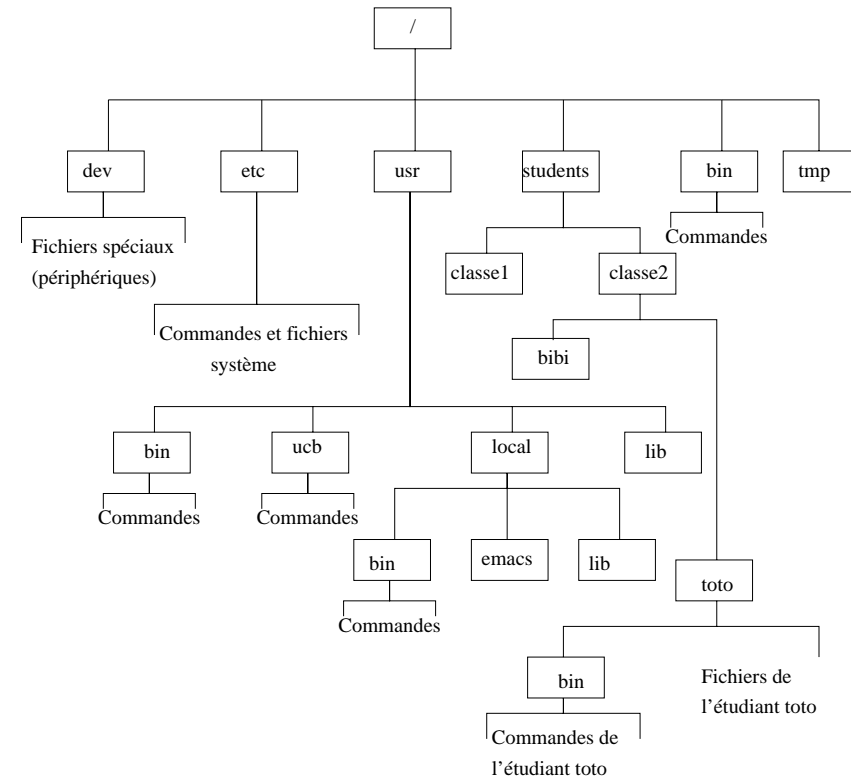 /
dev
etc
usr
students
bin
tmp
Fichiers spéciaux
(périphériques)
Commandes
classe1
classe2
Commandes et fichiers
système
bibi
bin
ucb
local
lib
Commandes
Commandes
bin
emacs
lib
toto
Commandes
bin
Fichiers de
l’étudiant toto
Commandes de
l’étudiant toto